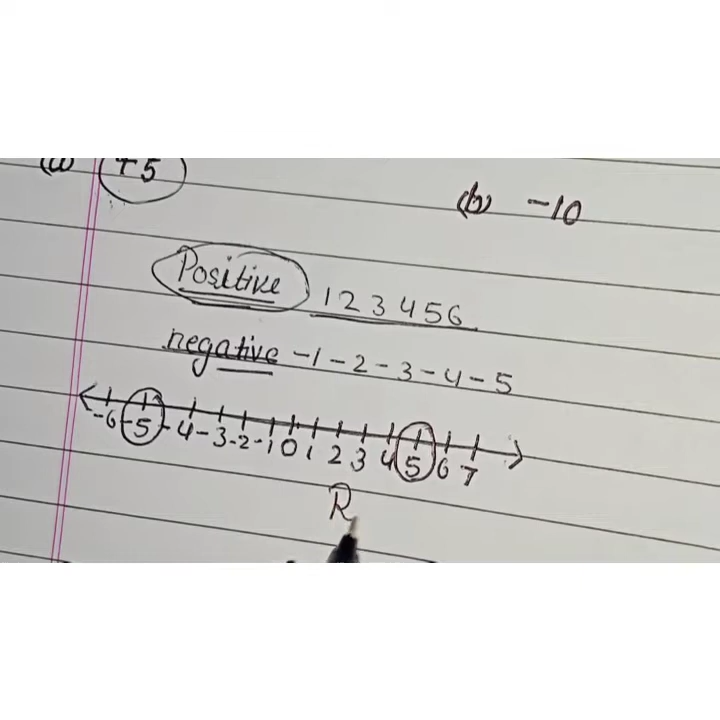 (a) +5
(b) -10
Positive 1 2 3 4 5 6
negative -1 -2 -3 -4 -5
-6 -5 -4 -3 -2 -1 0 1 2 3 4 5 6 7
R